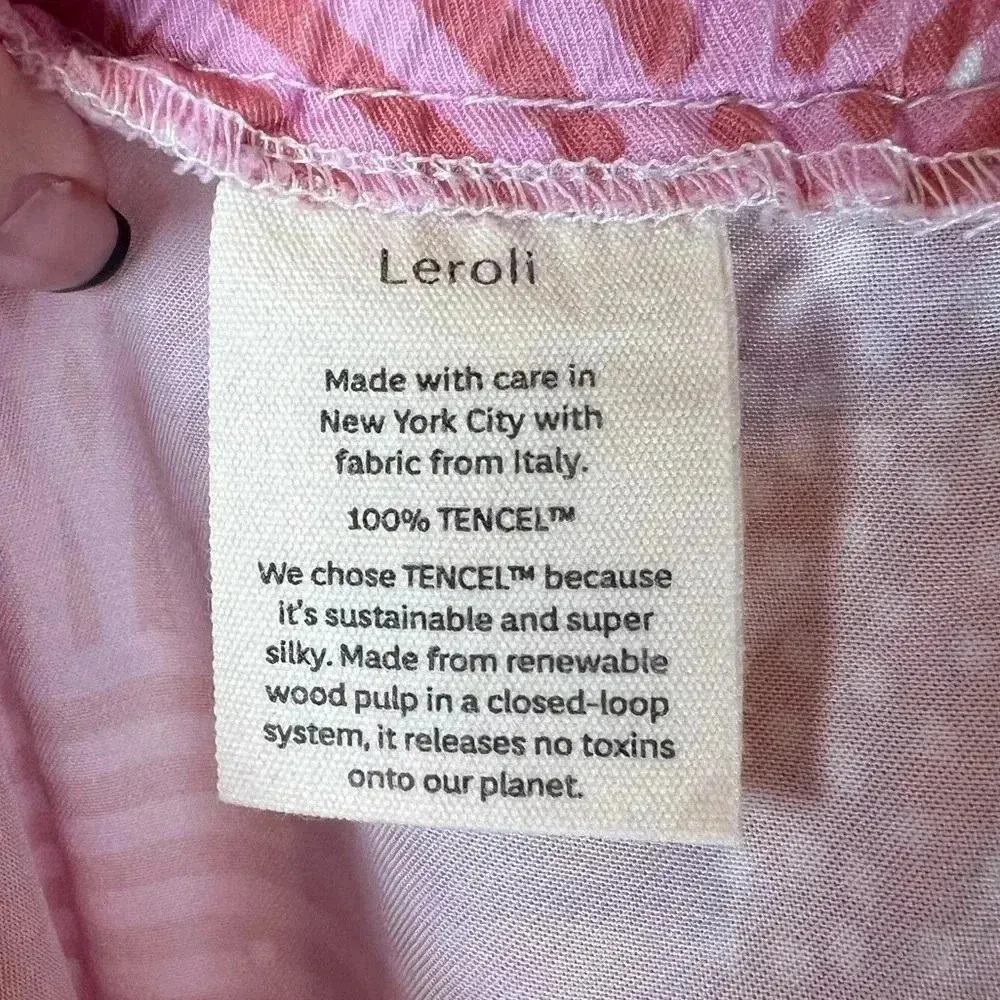 Leroli
Made with care in
New York City with
fabric from Italy.
100% TENCEL™
We chose TENCEL™ because
it's sustainable and super
silky. Made from renewable
wood pulp in a closed-loop
system, it releases no toxins
onto our planet.